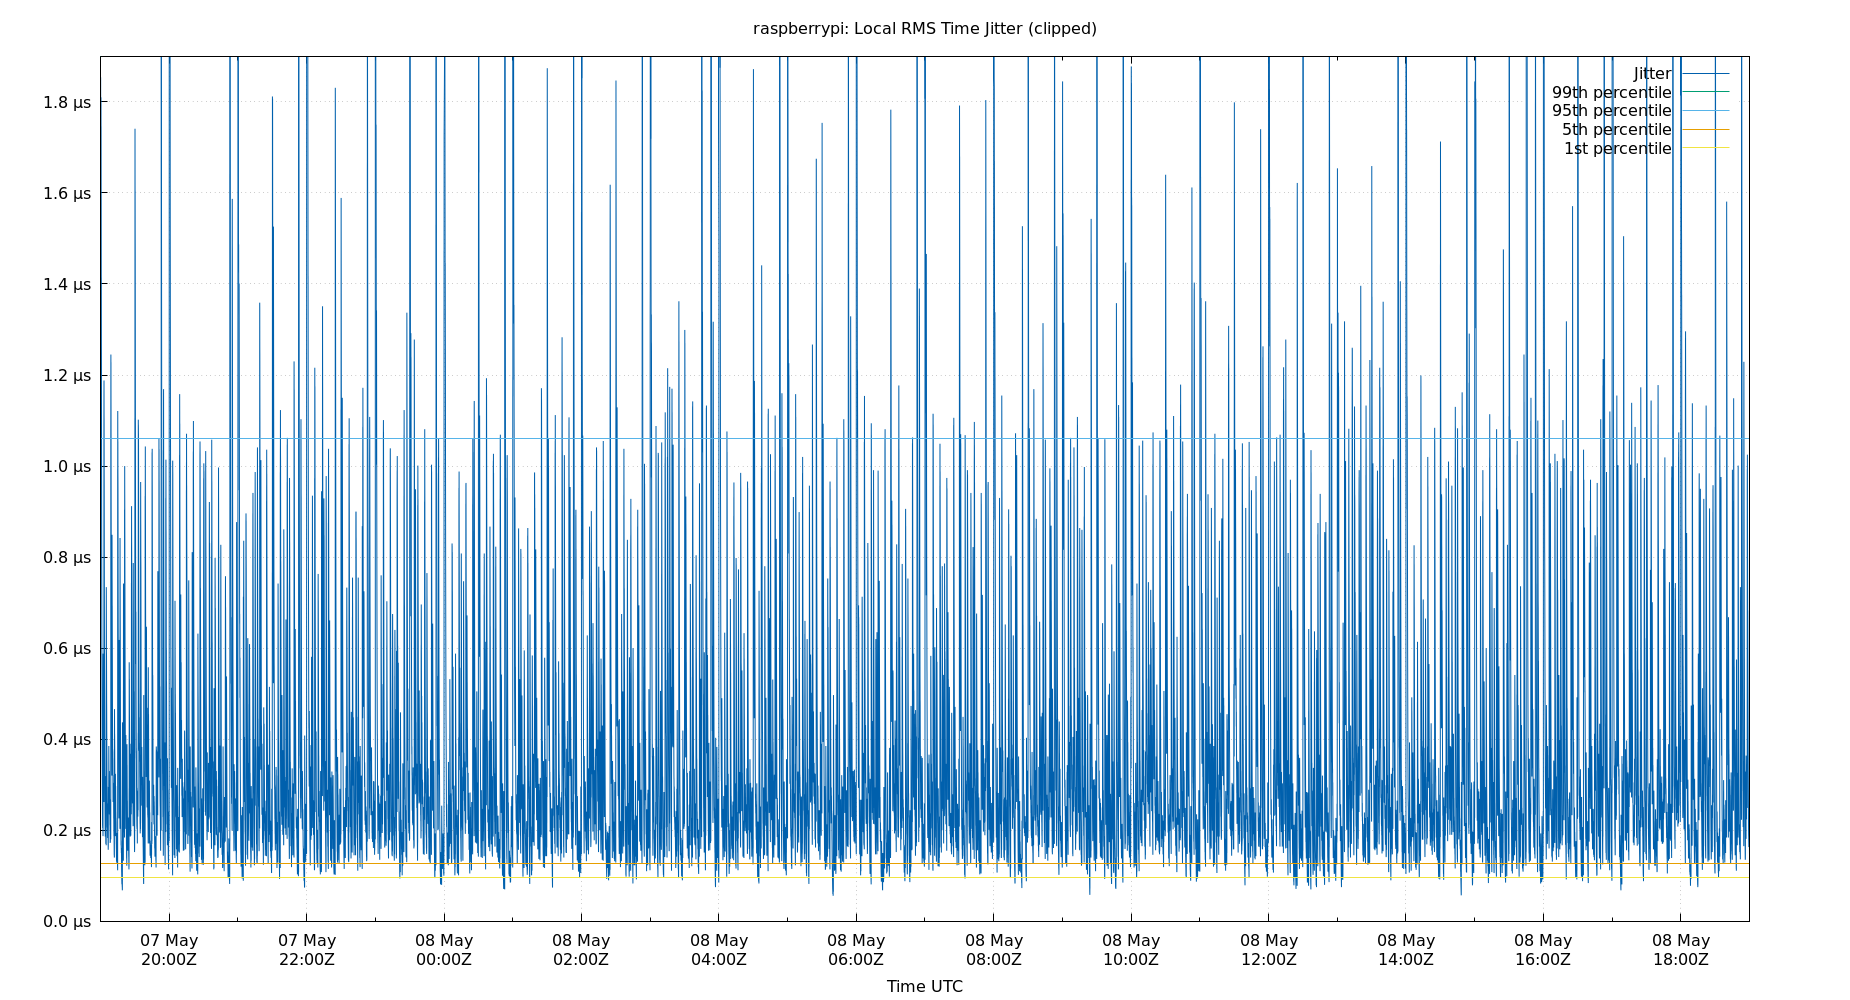 raspberrypi: Local RMS Time Jitter (clipped)
Jitter
99th percentile
95th percentile
5th percentile
1st percentile
1.8 μs
1.6 μs
1.4 μs
1.2 μs
1.0 μs
0.8 μs
0.6 μs
0.4 μs
0.2 μs
0.0 μs
07 May 07 May 08 May 08 May 08 May 08 May 08 May 08 May 08 May 08 May 08 May 08 May
20:00Z 22:00Z 00:00Z 02:00Z 04:00Z 06:00Z 08:00Z 10:00Z 12:00Z 14:00Z 16:00Z 18:00Z
Time UTC